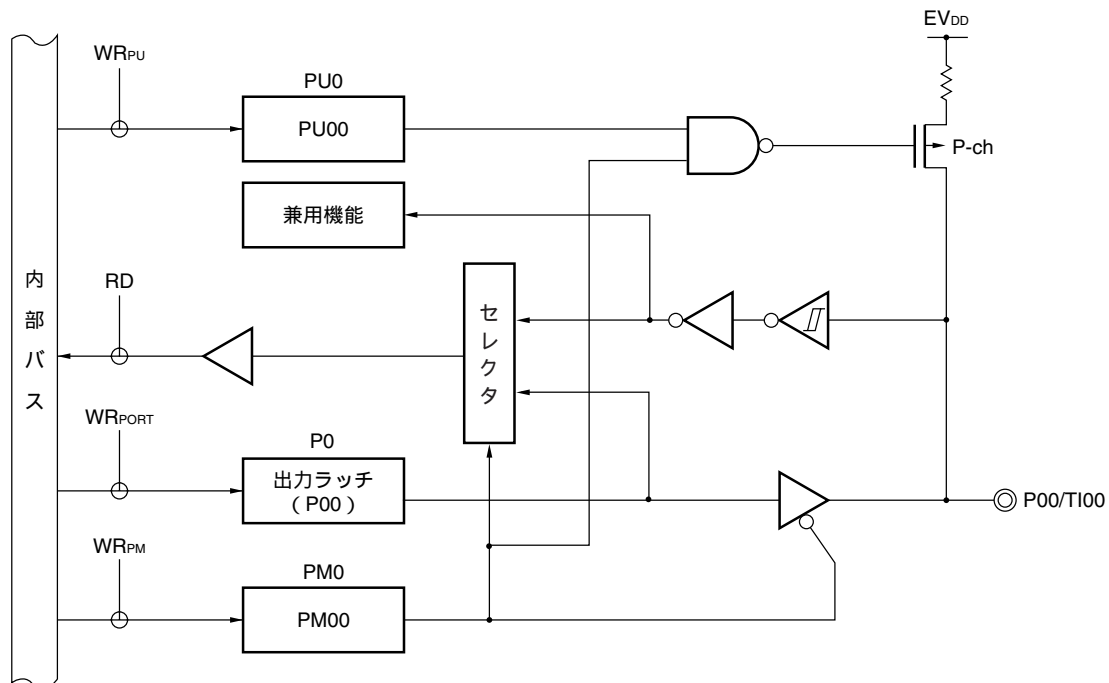 EVDD
WRPU
PU0
PU00
P-ch
兼用機能
内部バス
RD
セレクタ
WRPORT
P0
出力ラッチ
（P00）
P00/TI00
WRPM
PM0
PM00